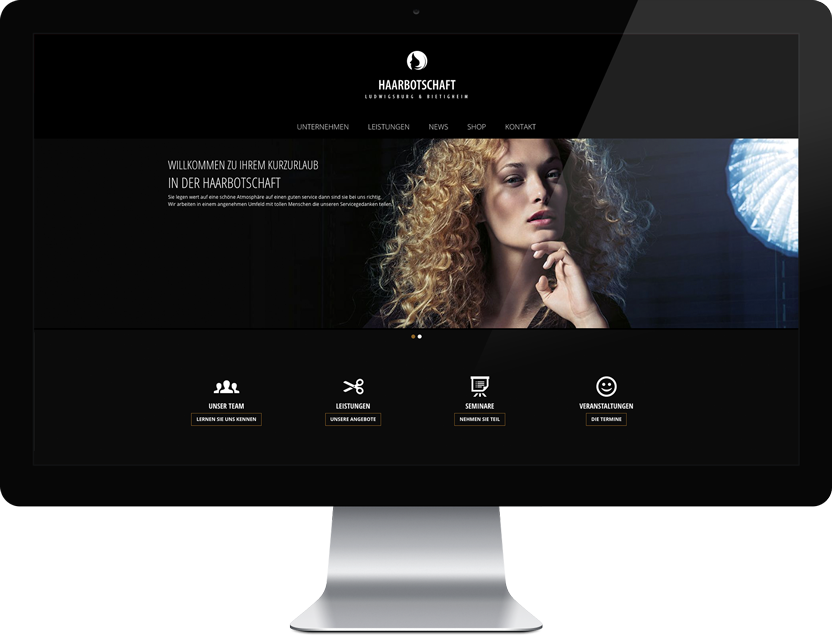 HAARBOTSCHAFT
LUDWIGSBURG & BIETIGHEIM
UNTERNEHMEN LEISTUNGEN NEWS SHOP KONTAKT
WILLKOMMEN ZU IHREM KURZURLAUB
IN DER HAARBOTSCHAFT
Sie legen wert auf eine schöne Atmosphäre auf einen guten service dann sind sie bei uns richtig.
Wir arbeiten in einem angenehmen Umfeld mit tollen Menschen die unseren Servicegedanken teilen.
UNSER TEAM LEISTUNGEN SEMINARE VERANSTALTUNGEN
LERNEN SIE UNS KENNEN UNSERE ANGEBOTE NEHMEN SIE TEIL DIE TERMINE